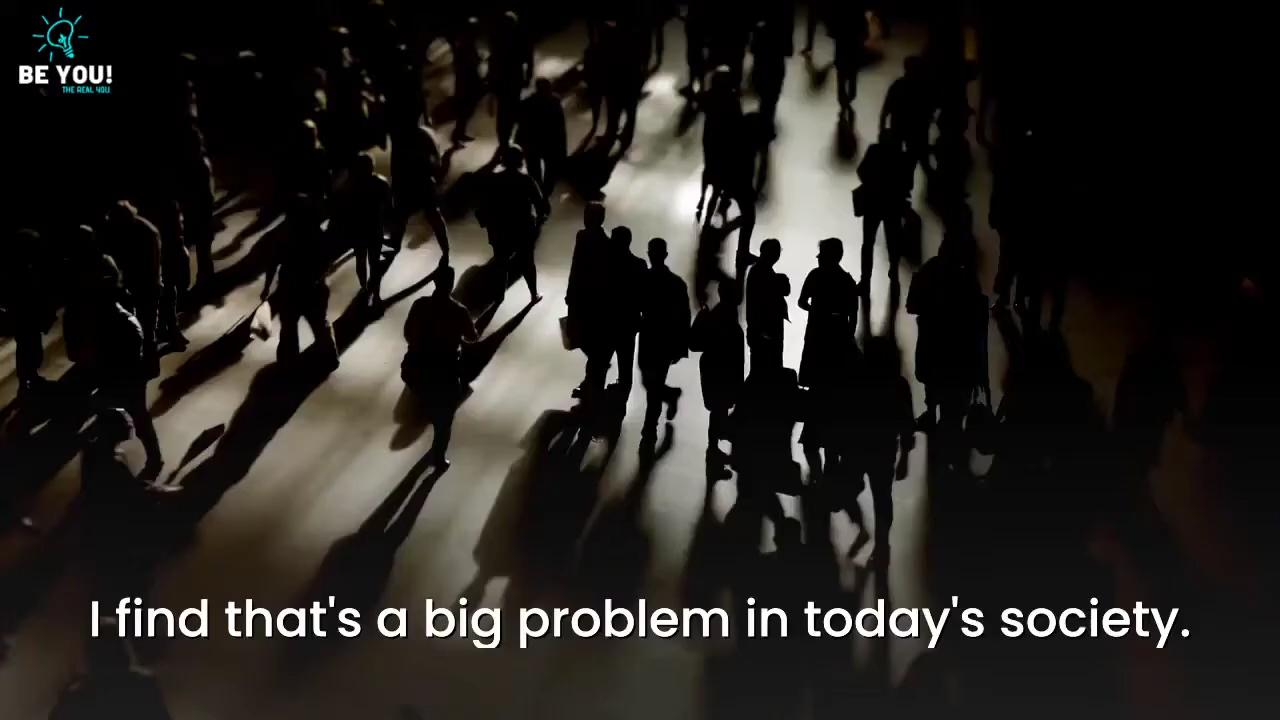 BE YOU!
THE REAL YOU
I find that's a big problem in today's society.